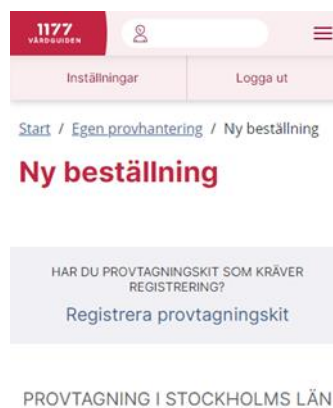 1177
VÅRDGUIDEN
Inställningar Logga ut
Start / Egen provhantering / Ny beställning
Ny beställning
HAR DU PROVTAGNINGSKIT SOM KRÄVER
REGISTRERING?
Registrera provtagningskit
PROVTAGNING I STOCKHOLMS LÄN